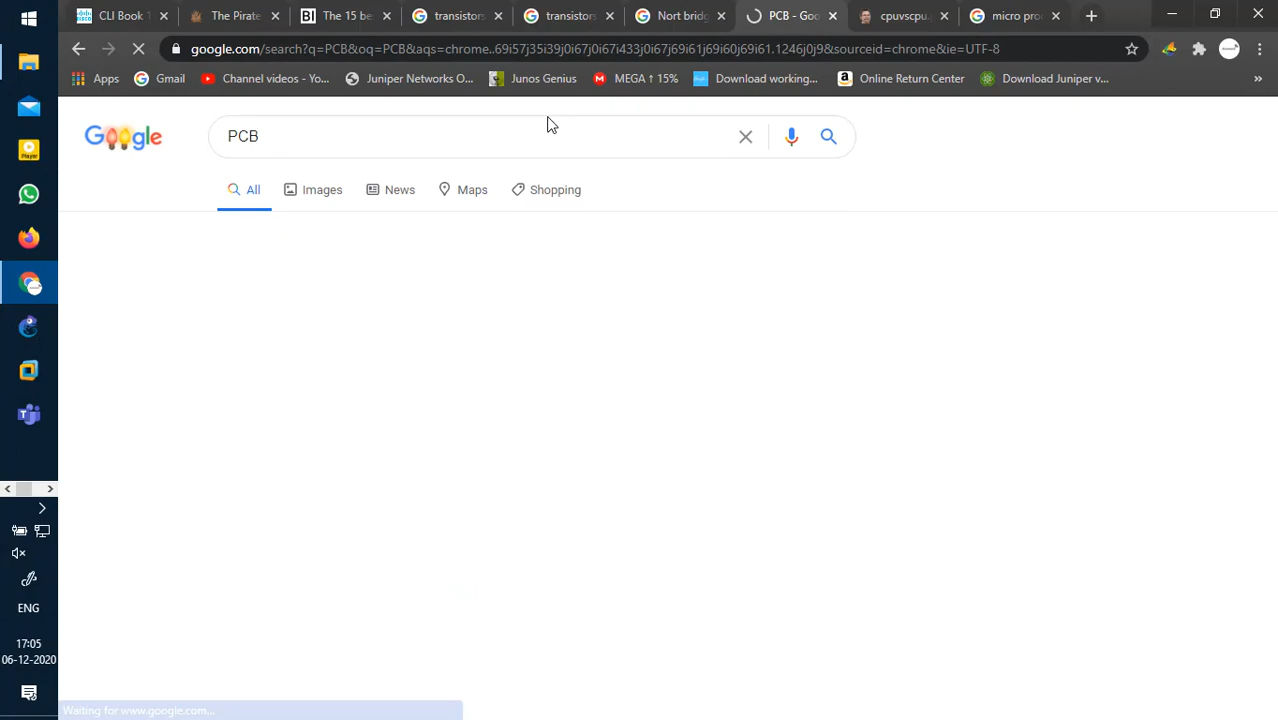 CLI Book 1
The Pirate
BI The 15 be
transistors
transistors
Nort bridg
PCB - Goo
cpuvscpu.p
micro proc
google.com/search?q=PCB&oq=PCB&aqs=chrome..69i57j35i39j0i67j0i67i433j0i67j69i61j69i60j69i61.1246j0j9&sourceid=chrome&ie=UTF-8
Apps
Gmail
Channel videos - Yo...
Juniper Networks O...
Junos Genius
MEGA ↑ 15%
Download working...
Online Return Center
Download Juniper v...
»
Google
PCB
All
Images
News
Maps
Shopping
ENG
17:05
06-12-2020
Waiting for www.google.com...